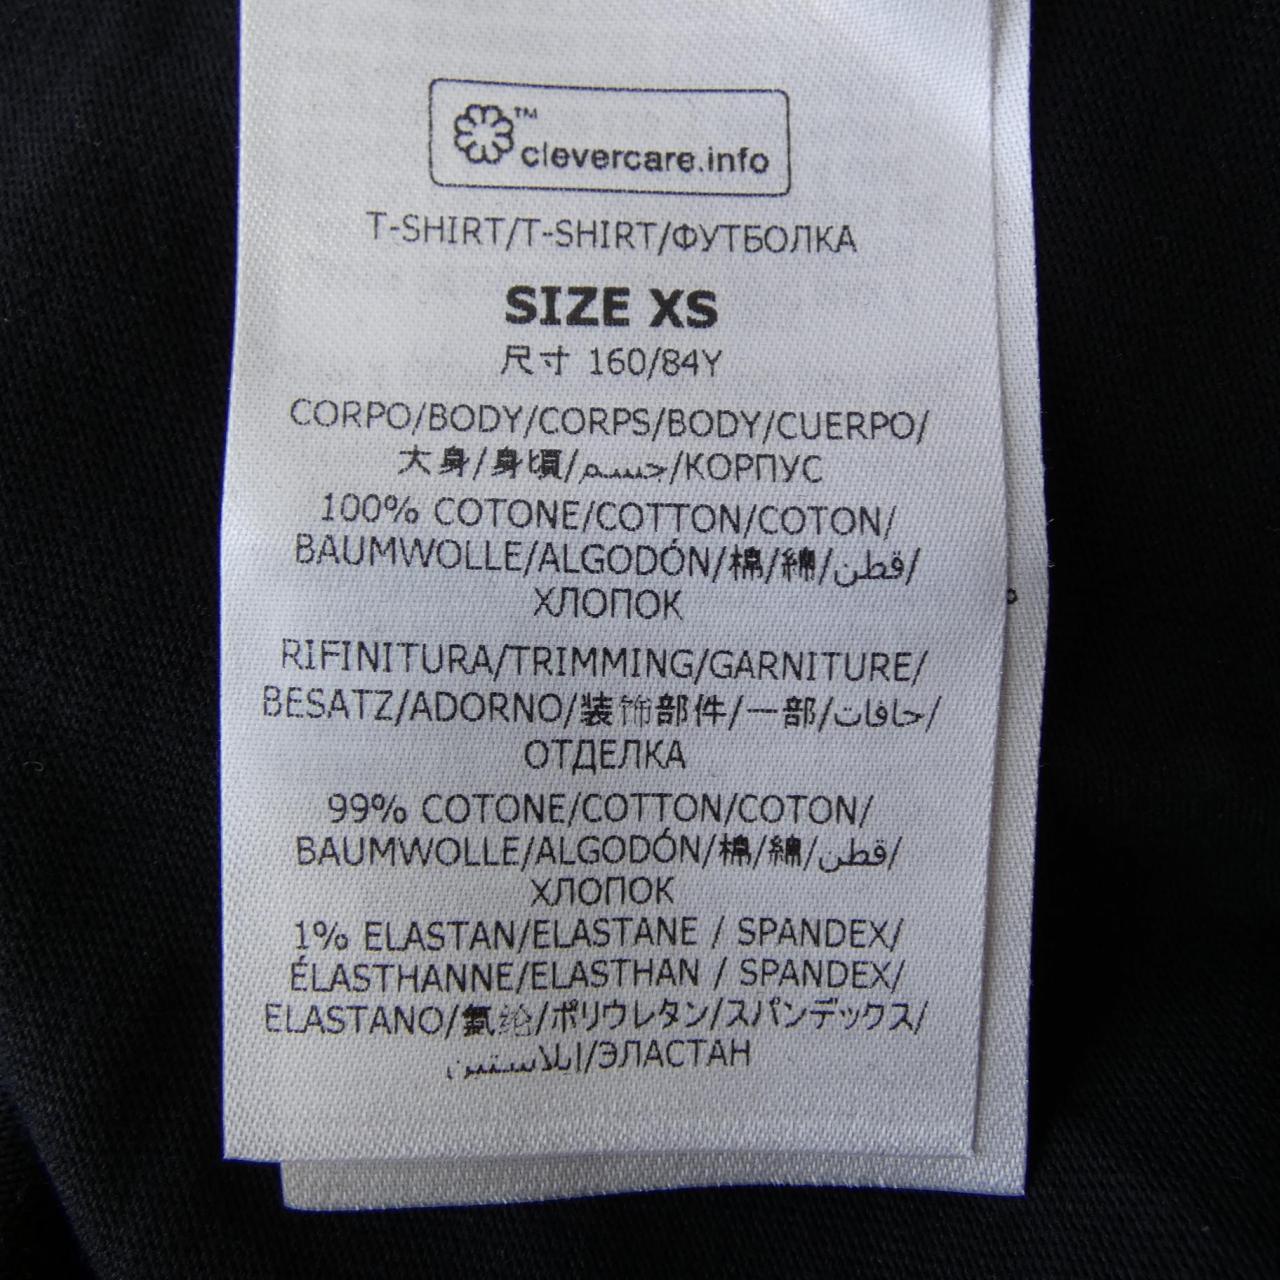 ™ clevercare.info
T-SHIRT/T-SHIRT/ФУТБОЛКА
SIZE XS
尺寸 160/84Y
CORPO/BODY/CORPS/BODY/CUERPO/
大身/身頃/جسم/КОРПУС
100% COTONE/COTTON/COTON/
BAUMWOLLE/ALGODÓN/棉/綿/قطن/
ХЛОПОК
RIFINITURA/TRIMMING/GARNITURE/
BESATZ/ADORNO/装饰部件/一部/حافات/
ОТДЕЛКА
99% COTONE/COTTON/COTON/
BAUMWOLLE/ALGODÓN/棉/綿/قطن/
ХЛОПОК
1% ELASTAN/ELASTANE / SPANDEX/
ÉLASTHANNE/ELASTHAN / SPANDEX/
ELASTANO/氨纶/ポリウレタン/スパンデックス/
إيلاستين/ЭЛАСТАН